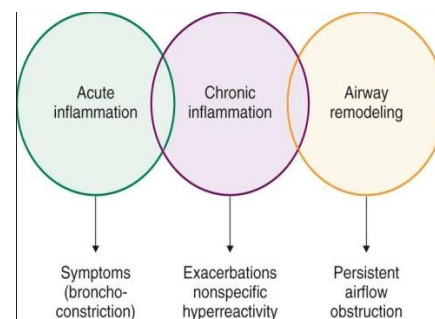 Acute
inflammation
Chronic
inflammation
Airway
remodeling
Symptoms
(broncho-
constriction)
Exacerbations
nonspecific
hyperreactivity
Persistent
airflow
obstruction